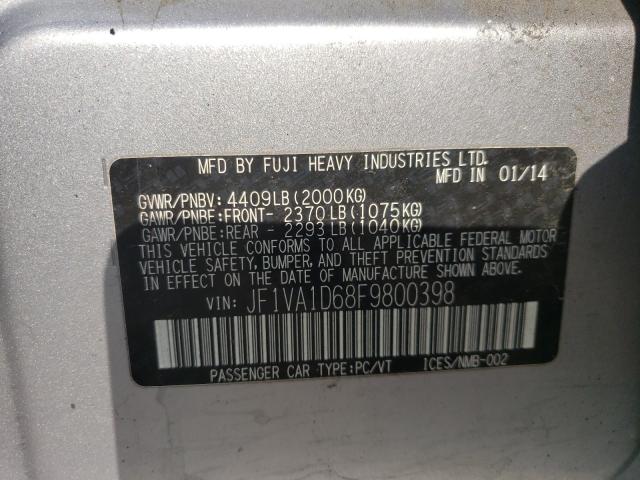 MFD BY FUJI HEAVY INDUSTRIES LTD.
MFD IN 01/14
GVWR/PNBV: 4409LB(2000KG)
GAWR/PNBE:FRONT- 2370LB(1075KG)
GAWR/PNBE:REAR - 2293LB(1040KG)
THIS VEHICLE CONFORMS TO ALL APPLICABLE FEDERAL MOTOR
VEHICLE SAFETY, BUMPER, AND THEFT PREVENTION STANDARDS
IN EFFECT ON THE DATE OF MANUFACTURE SHOWN ABOVE.
VIN: JF1VA1D68F9800398
PASSENGER CAR TYPE:PC/VT ICES/NMB-002